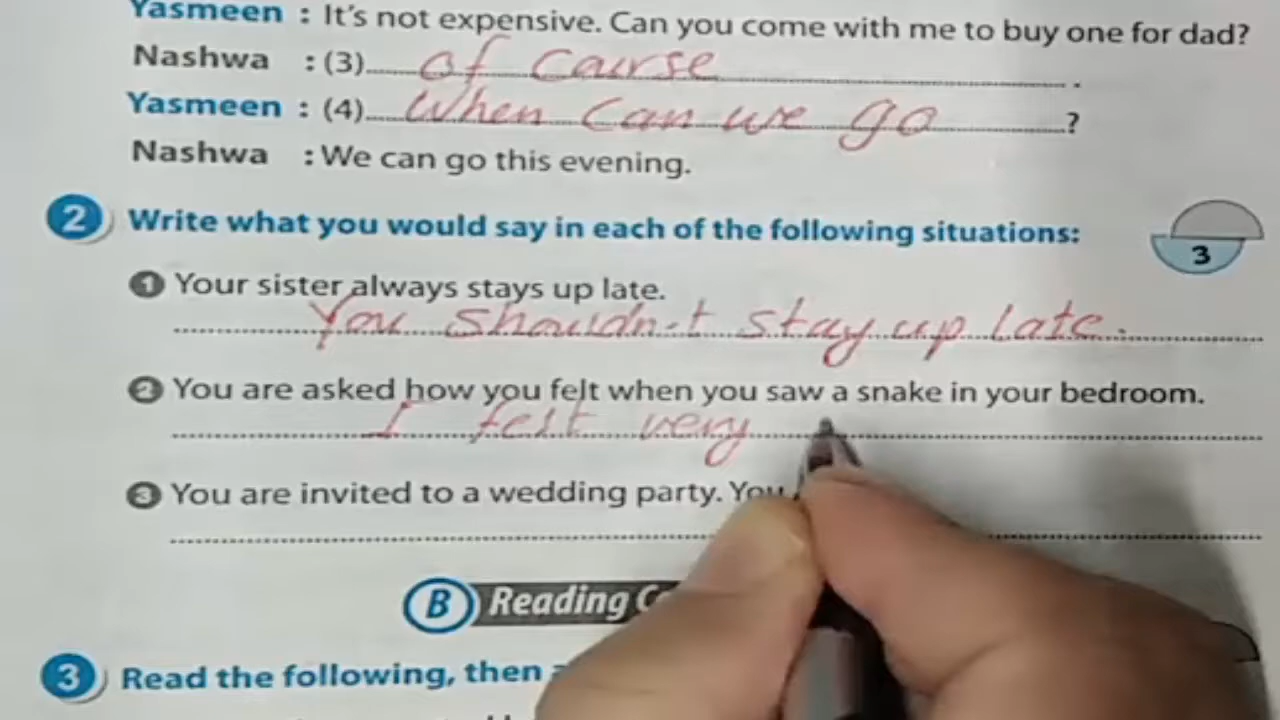 Yasmeen : It's not expensive. Can you come with me to buy one for dad?
Nashwa : (3) of Caurse .
Yasmeen : (4) When Can we go ?
Nashwa : We can go this evening.
2 Write what you would say in each of the following situations:
3
1 Your sister always stays up late.
You shouldn't stay up late.
2 You are asked how you felt when you saw a snake in your bedroom.
I felt very
3 You are invited to a wedding party. You
B Reading
3 Read the following, then